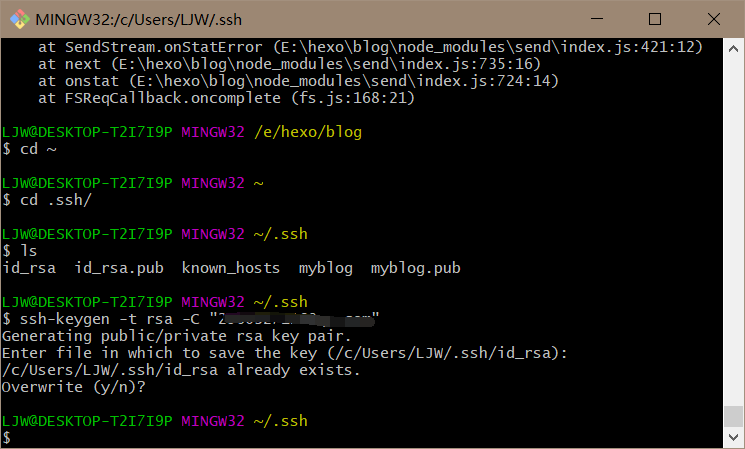 MINGW32:/c/Users/LJW/.ssh
at SendStream.onStatError (E:\hexo\blog\node_modules\send\index.js:421:12)
at next (E:\hexo\blog\node_modules\send\index.js:735:16)
at onstat (E:\hexo\blog\node_modules\send\index.js:724:14)
at FSReqCallback.oncomplete (fs.js:168:21)
LJW@DESKTOP-T2I7I9P MINGW32 /e/hexo/blog
$ cd ~
LJW@DESKTOP-T2I7I9P MINGW32 ~
$ cd .ssh/
LJW@DESKTOP-T2I7I9P MINGW32 ~/.ssh
$ ls
id_rsa  id_rsa.pub  known_hosts  myblog  myblog.pub
LJW@DESKTOP-T2I7I9P MINGW32 ~/.ssh
$ ssh-keygen -t rsa -C
Generating public/private rsa key pair.
Enter file in which to save the key (/c/Users/LJW/.ssh/id_rsa):
/c/Users/LJW/.ssh/id_rsa already exists.
Overwrite (y/n)?
LJW@DESKTOP-T2I7I9P MINGW32 ~/.ssh
$